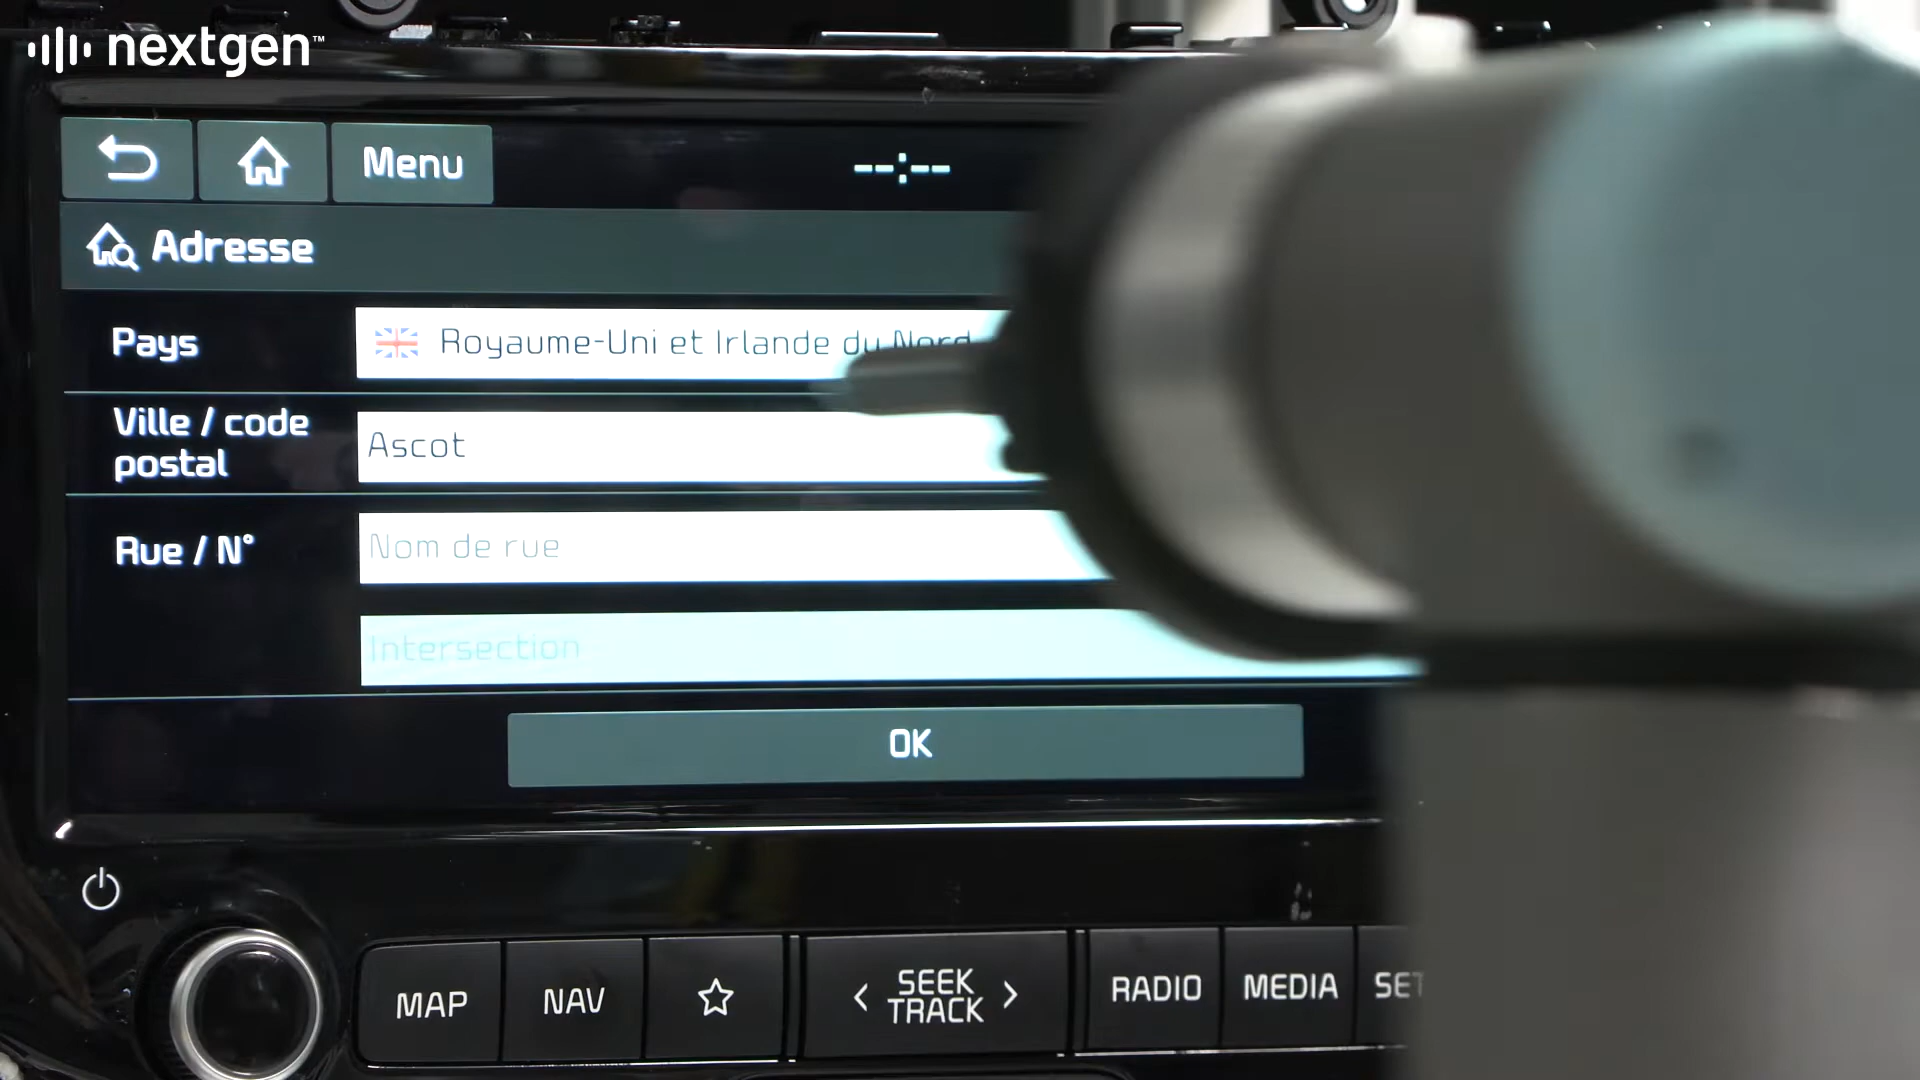 nextgen™
Menu
--:--
Adresse
Pays
Royaume-Uni et Irlande du Nord
Ville / code
postal
Ascot
Rue / N°
Nom de rue
Intersection
OK
MAP
NAV
SEEK
TRACK
RADIO
MEDIA